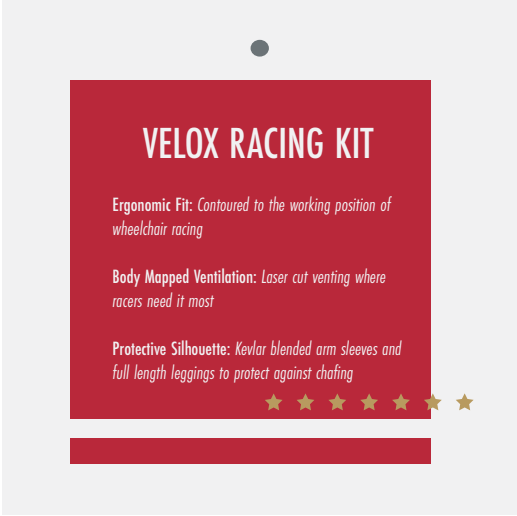 VELOX RACING KIT
Ergonomic Fit: Contoured to the working position of
wheelchair racing
Body Mapped Ventilation: Laser cut venting where
racers need it most
Protective Silhouette: Kevlar blended arm sleeves and
full length leggings to protect against chafing